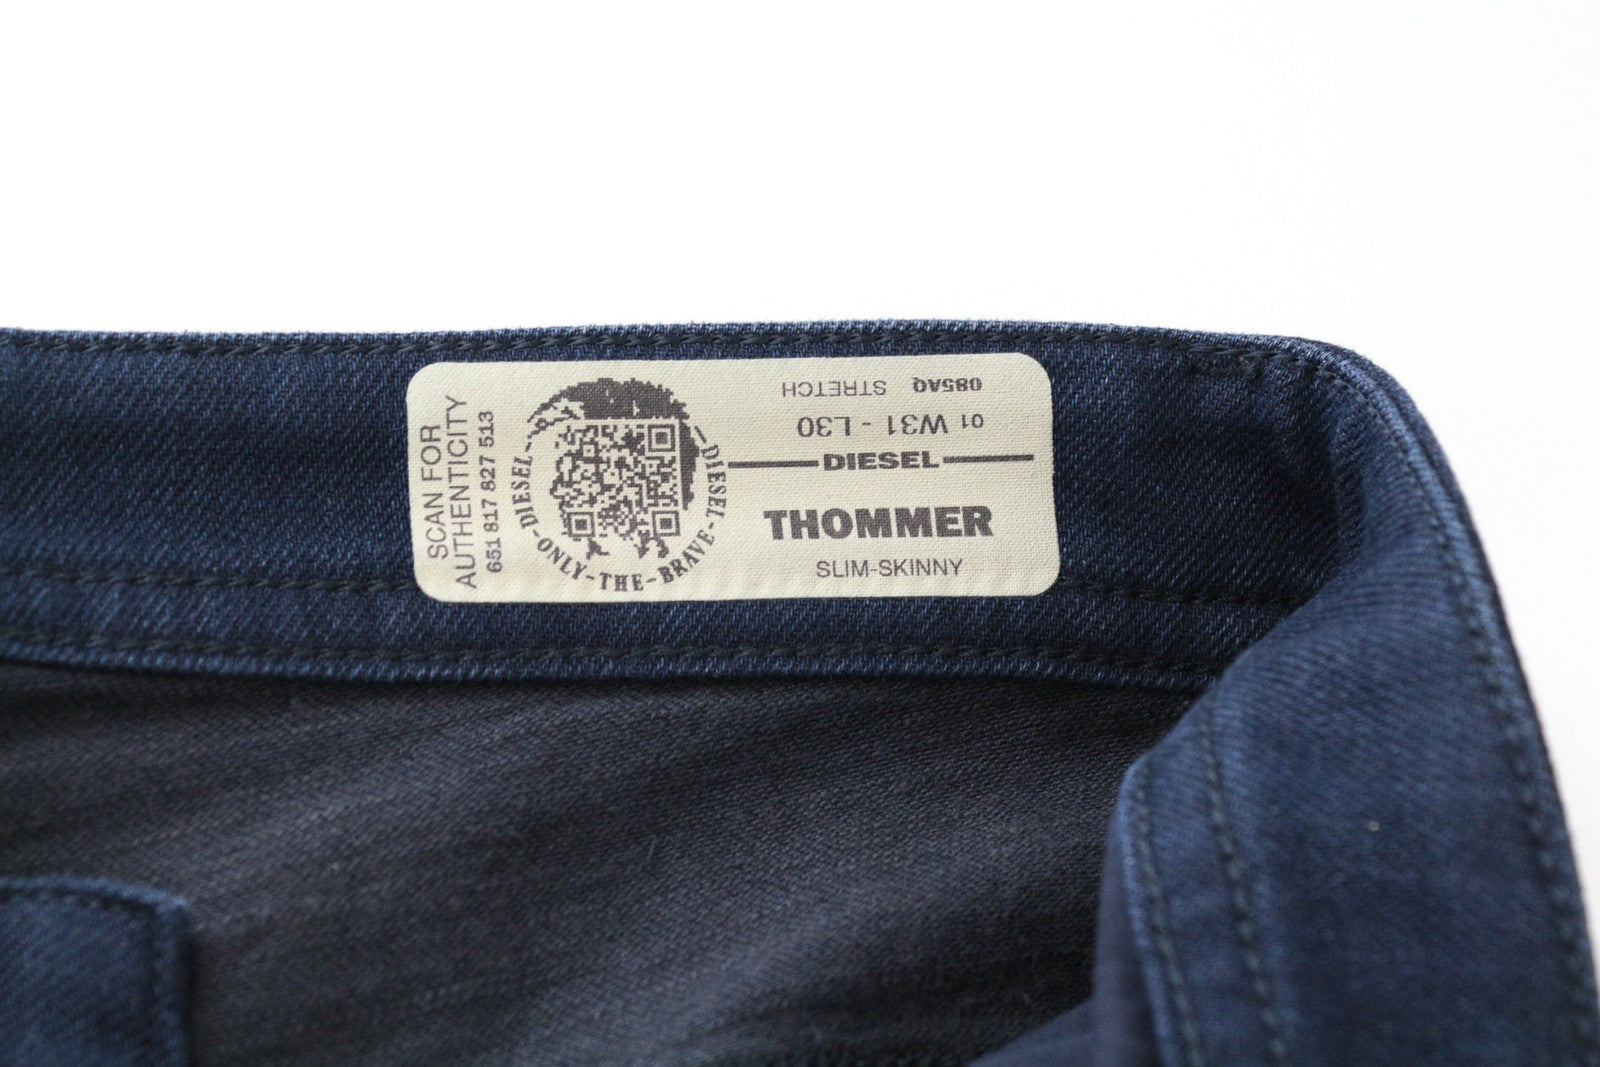 SCAN FOR
AUTHENTICITY
651 817 827 513
DIESEL-ONLY-THE-BRAVE-DIESEL-
085AQ STRETCH
01 W31 - L30
DIESEL
THOMMER
SLIM-SKINNY